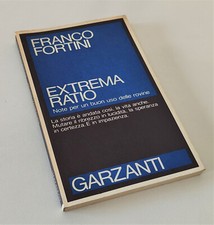 FRANCO
FORTINI
EXTREMA
RATIO
Note per un buon uso delle rovine
La storia è andata così, la vita anche.
Mutare il ribrezzo in lucidità, la speranza
in certezza. E in impazienza.
GARZANTI